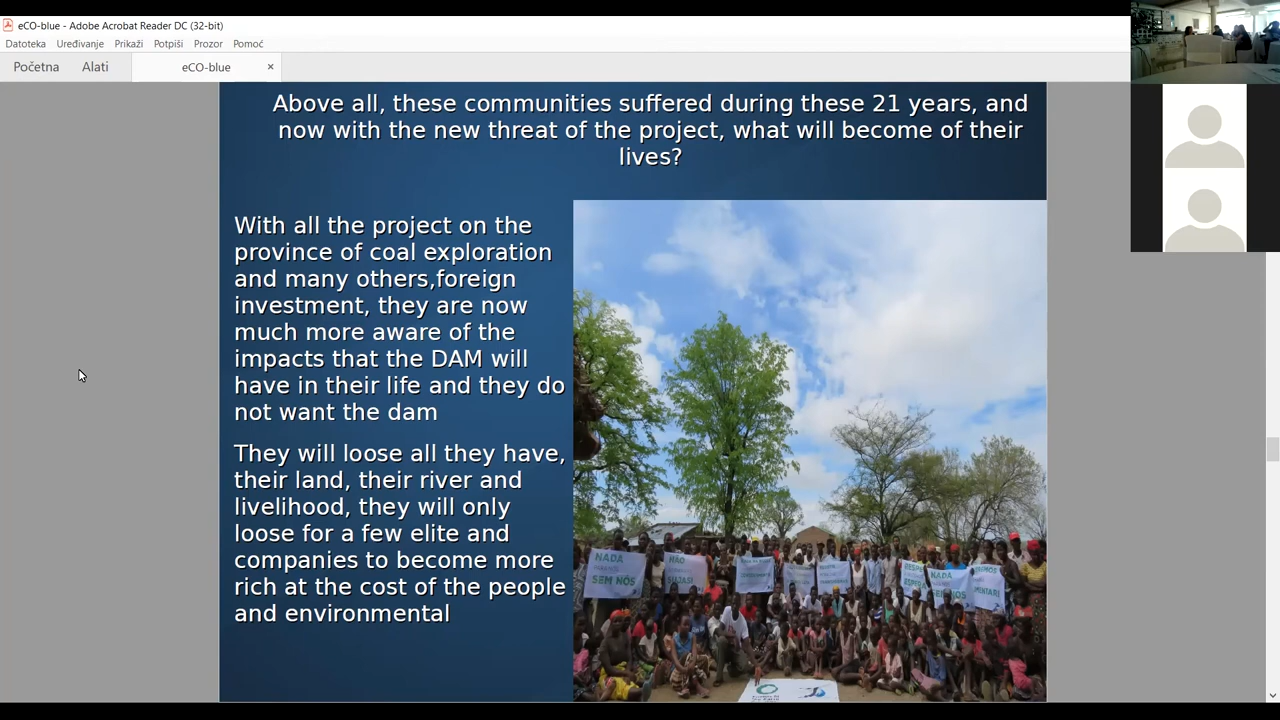 eCO-blue - Adobe Acrobat Reader DC (32-bit)
Datoteka Uređivanje Prikaži Potpiši Prozor Pomoć
Početna Alati eCO-blue ×
Above all, these communities suffered during these 21 years, and
now with the new threat of the project, what will become of their
lives?
With all the project on the
province of coal exploration
and many others,foreign
investment, they are now
much more aware of the
impacts that the DAM will
have in their life and they do
not want the dam
They will loose all they have,
their land, their river and
livelihood, they will only
loose for a few elite and
companies to become more
rich at the cost of the people
and environmental
NADA
SEM NÓS
NÃO
SUJASI
NADA